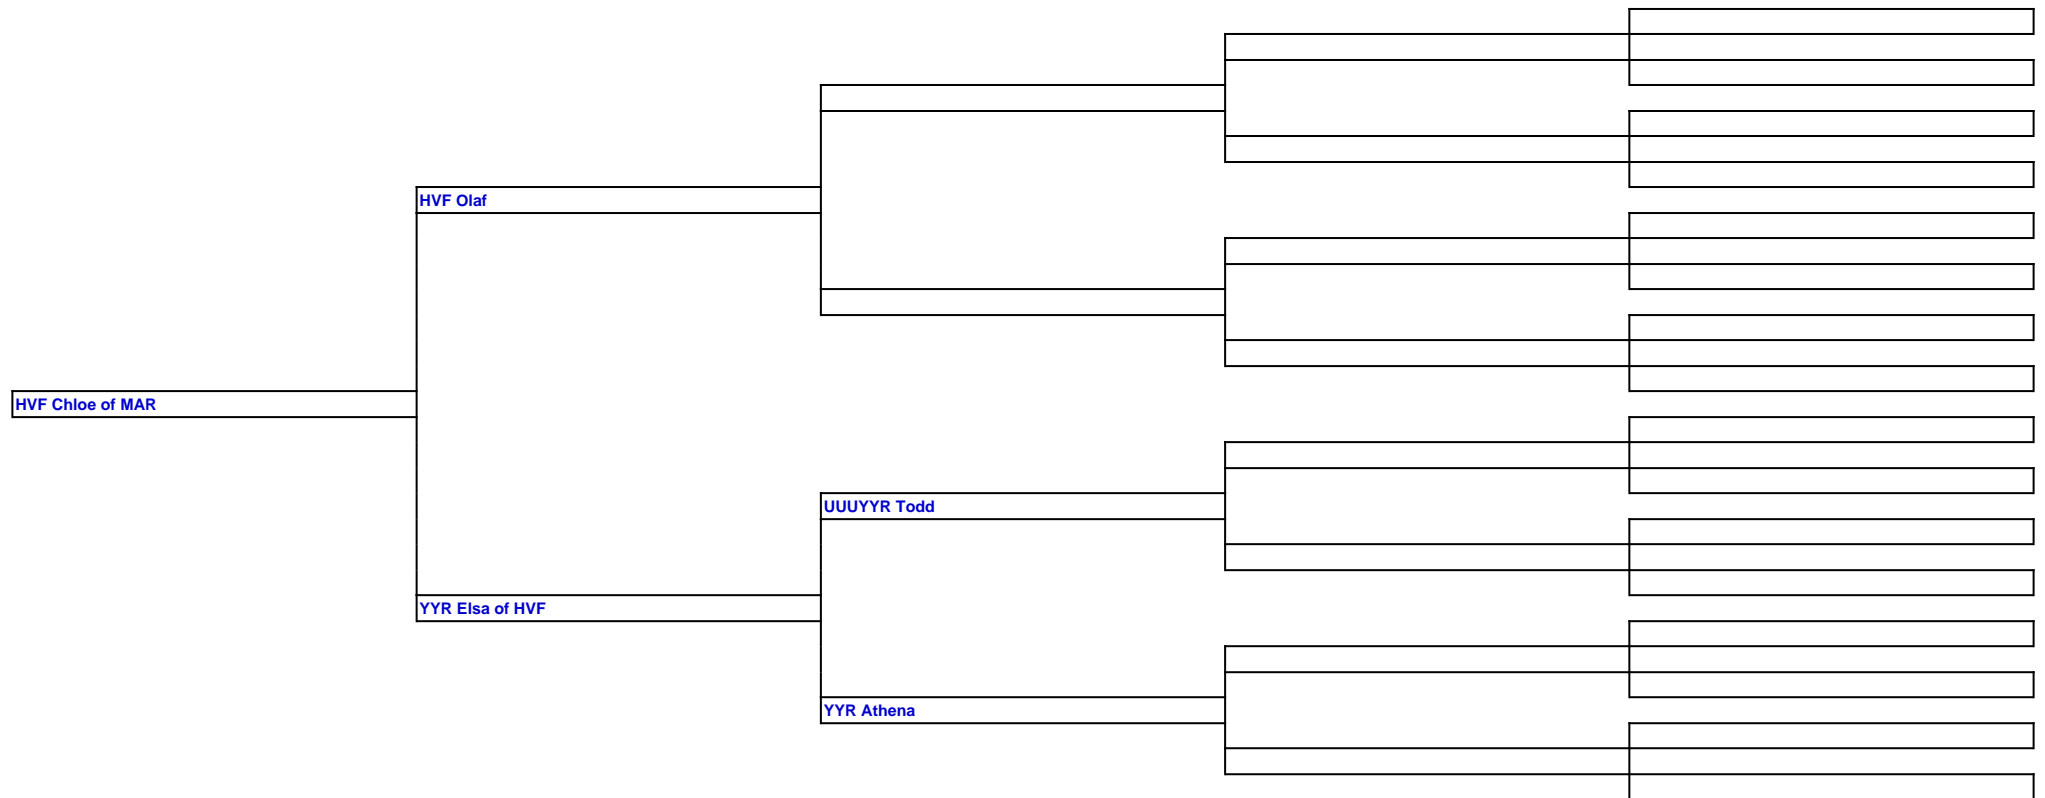 HVF Olaf
HVF Chloe of MAR
UUUYYR Todd
YYR Elsa of HVF
YYR Athena